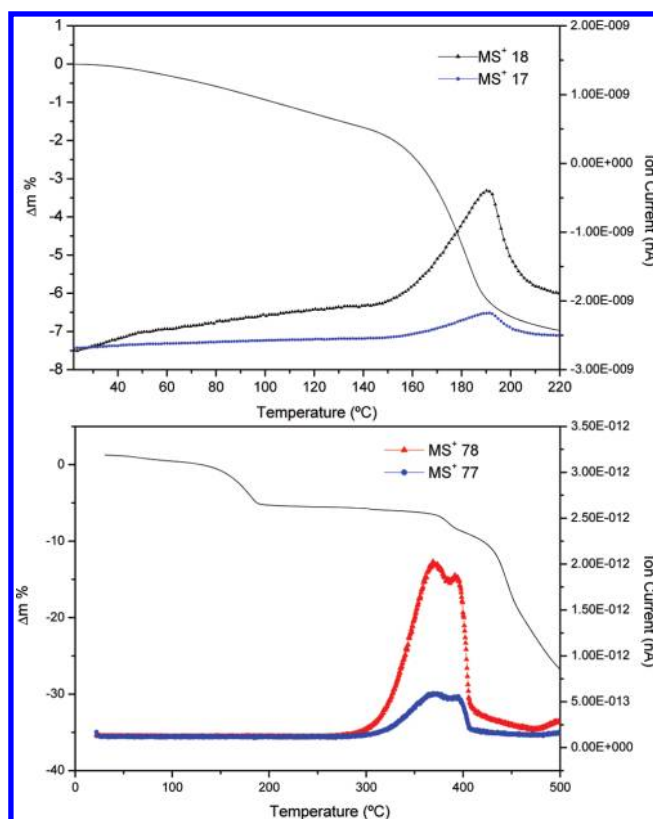 2.00E-009
1
0
-1
-2
-3
-4
-5
-6
-7
-8
Δm %
MS⁺ 18
MS⁺ 17
1.00E-009
0.00E+000
-1.00E-009
-2.00E-009
-3.00E-009
Ion Current (nA)
40 60 80 100 120 140 160 180 200 220
Temperature (ºC)
3.50E-012
3.00E-012
2.50E-012
2.00E-012
1.50E-012
1.00E-012
5.00E-013
0.00E+000
Ion Current (nA)
MS⁺ 78
MS⁺ 77
0
-10
-20
-30
-40
Δm %
0 100 200 300 400 500
Temperature (ºC)